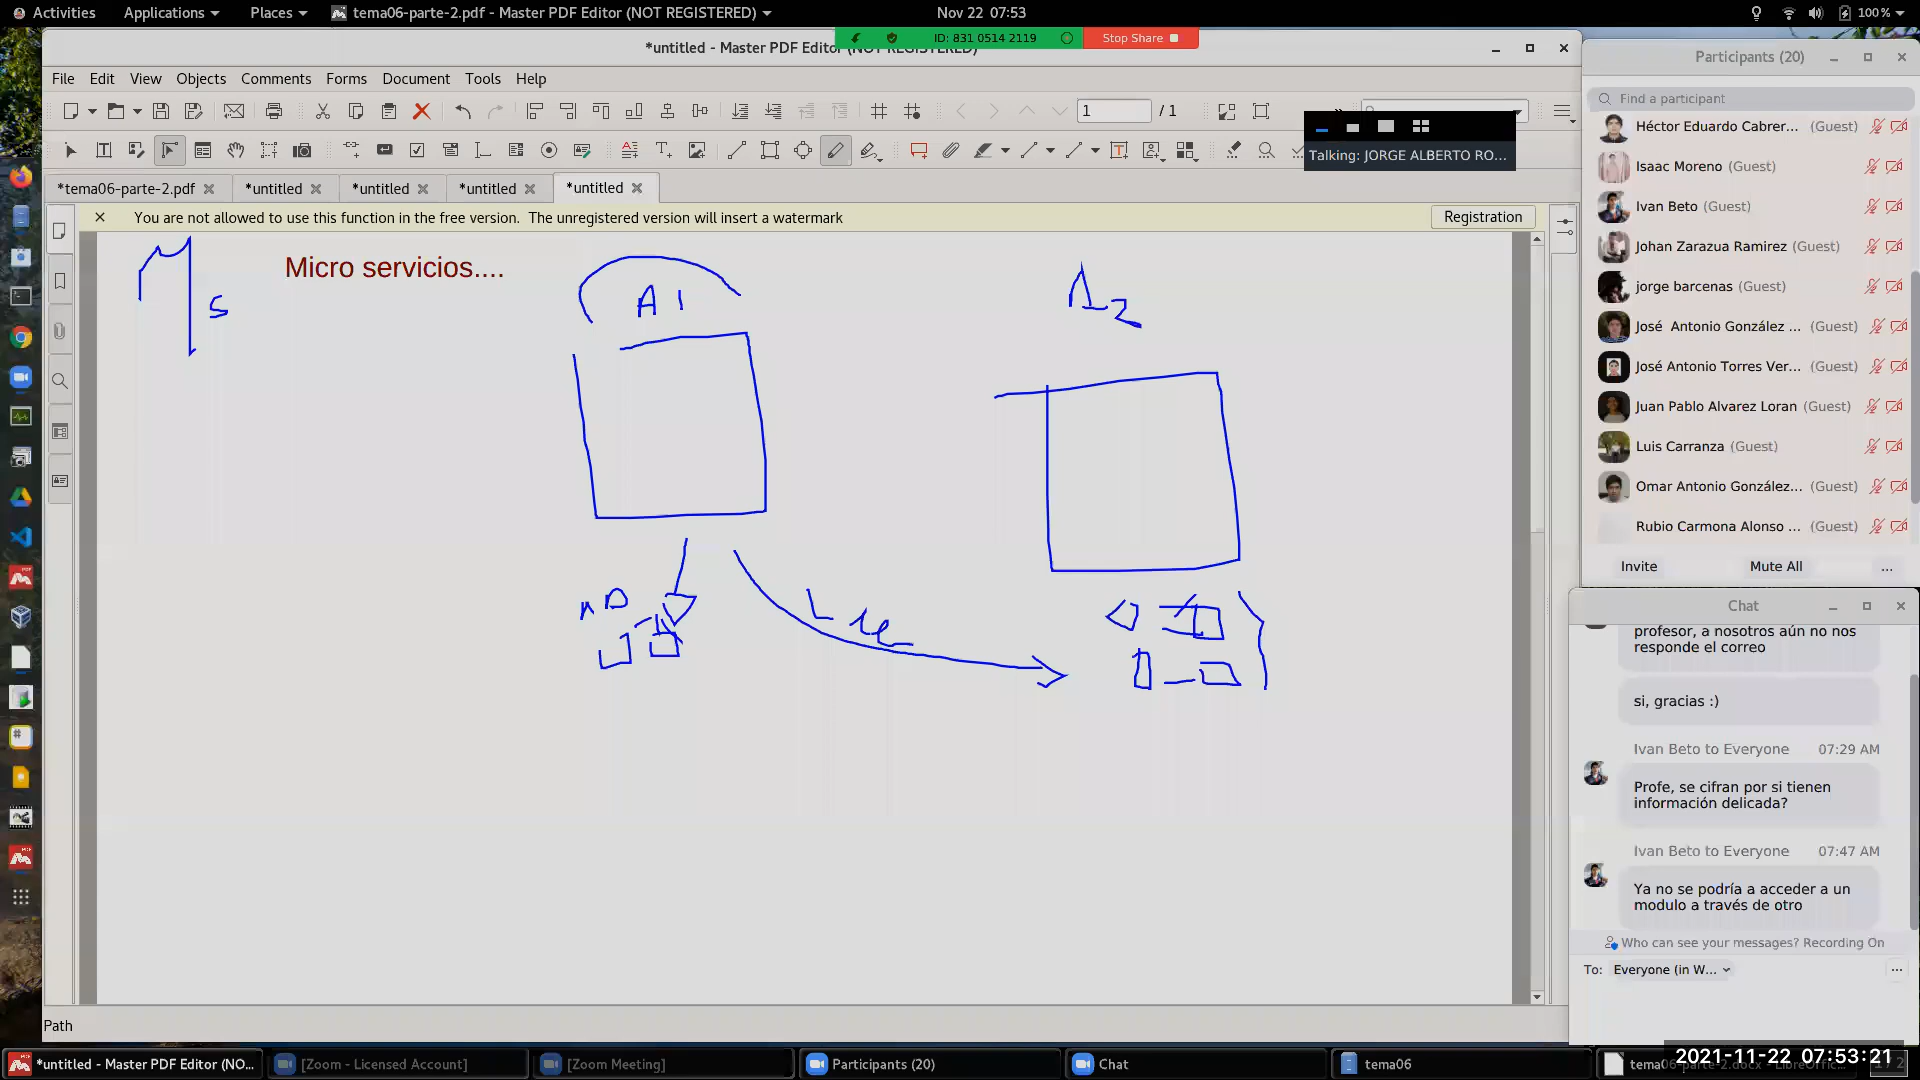 Activities Applications Places tema06-parte-2.pdf - Master PDF Editor (NOT REGISTERED) Nov 22 07:53 100%
*untitled - Master PDF Editor (NOT REGISTERED)
ID: 831 0514 2119 Stop Share
File Edit View Objects Comments Forms Document Tools Help
1 / 1
Talking: JORGE ALBERTO RO...
*tema06-parte-2.pdf *untitled *untitled *untitled *untitled
You are not allowed to use this function in the free version. The unregistered version will insert a watermark Registration
M s
Micro servicios....
A1
A2
Path
Participants (20)
Find a participant
Héctor Eduardo Cabrer... (Guest)
Isaac Moreno (Guest)
Ivan Beto (Guest)
Johan Zarazua Ramirez (Guest)
jorge barcenas (Guest)
José Antonio González ... (Guest)
José Antonio Torres Ver... (Guest)
Juan Pablo Alvarez Loran (Guest)
Luis Carranza (Guest)
Omar Antonio González... (Guest)
Rubio Carmona Alonso ... (Guest)
Invite Mute All ...
Chat
profesor, a nosotros aún no nos
responde el correo
si, gracias :)
Ivan Beto to Everyone 07:29 AM
Profe, se cifran por si tienen
información delicada?
Ivan Beto to Everyone 07:47 AM
Ya no se podría a acceder a un
modulo a través de otro
Who can see your messages? Recording On
To: Everyone (in W...
*untitled - Master PDF Editor (NO... [Zoom - Licensed Account] [Zoom Meeting] Participants (20) Chat tema06
2021-11-22 07:53:21